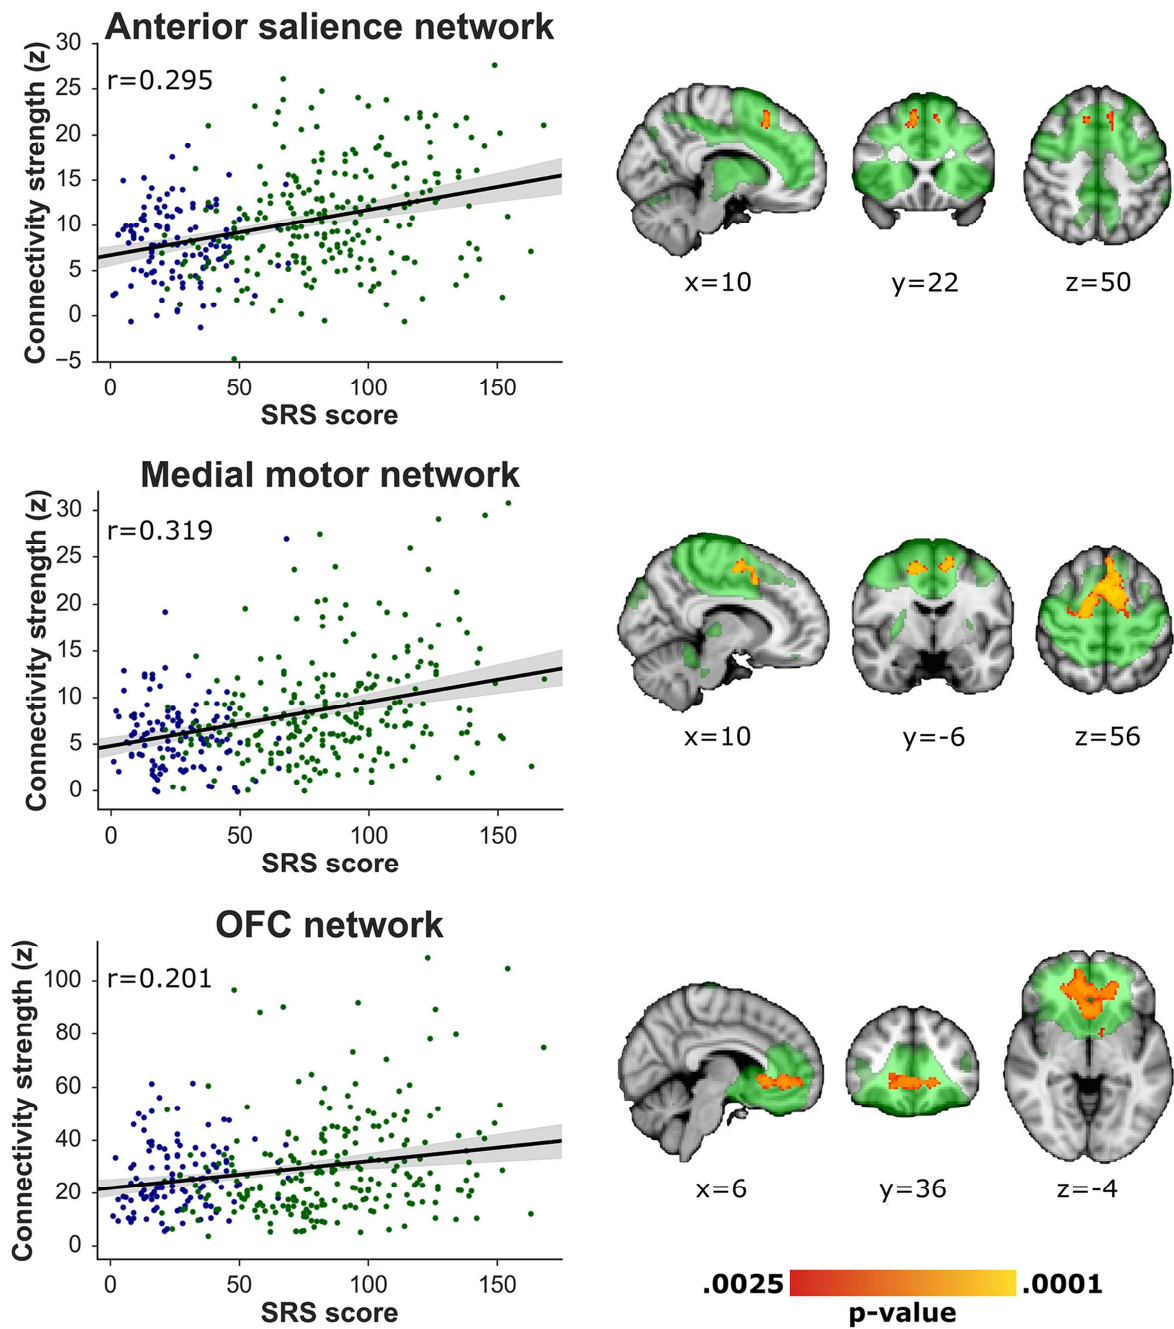 Anterior salience network
r=0.295
Connectivity strength (z)
30
25
20
15
10
5
0
−5
0 50 100 150
SRS score
x=10 y=22 z=50
Medial motor network
r=0.319
Connectivity strength (z)
30
25
20
15
10
5
0
0 50 100 150
SRS score
x=10 y=-6 z=56
OFC network
r=0.201
Connectivity strength (z)
100
80
60
40
20
0
0 50 100 150
SRS score
x=6 y=36 z=-4
.0025 .0001
p-value